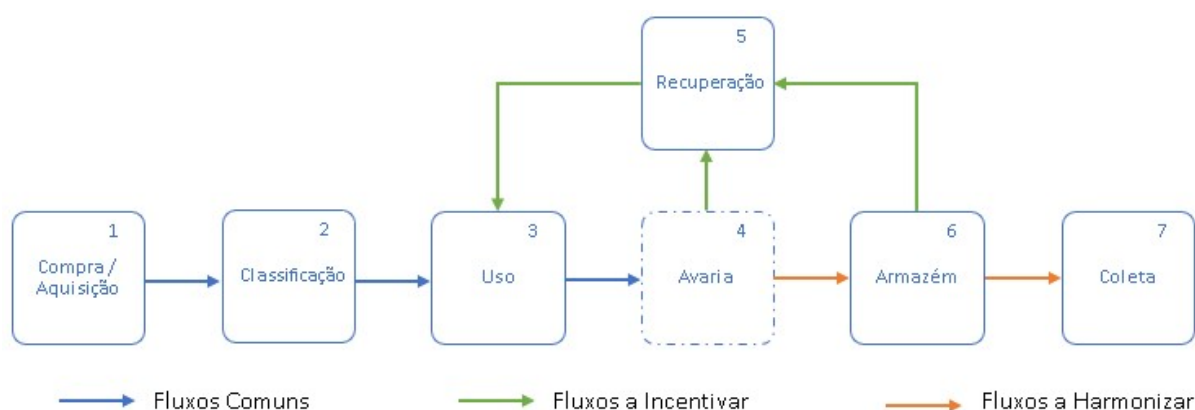 5
Recuperação
1
Compra /
Aquisição
2
Classificação
3
Uso
4
Avaria
6
Armazém
7
Coleta
Fluxos Comuns
Fluxos a Incentivar
Fluxos a Harmonizar